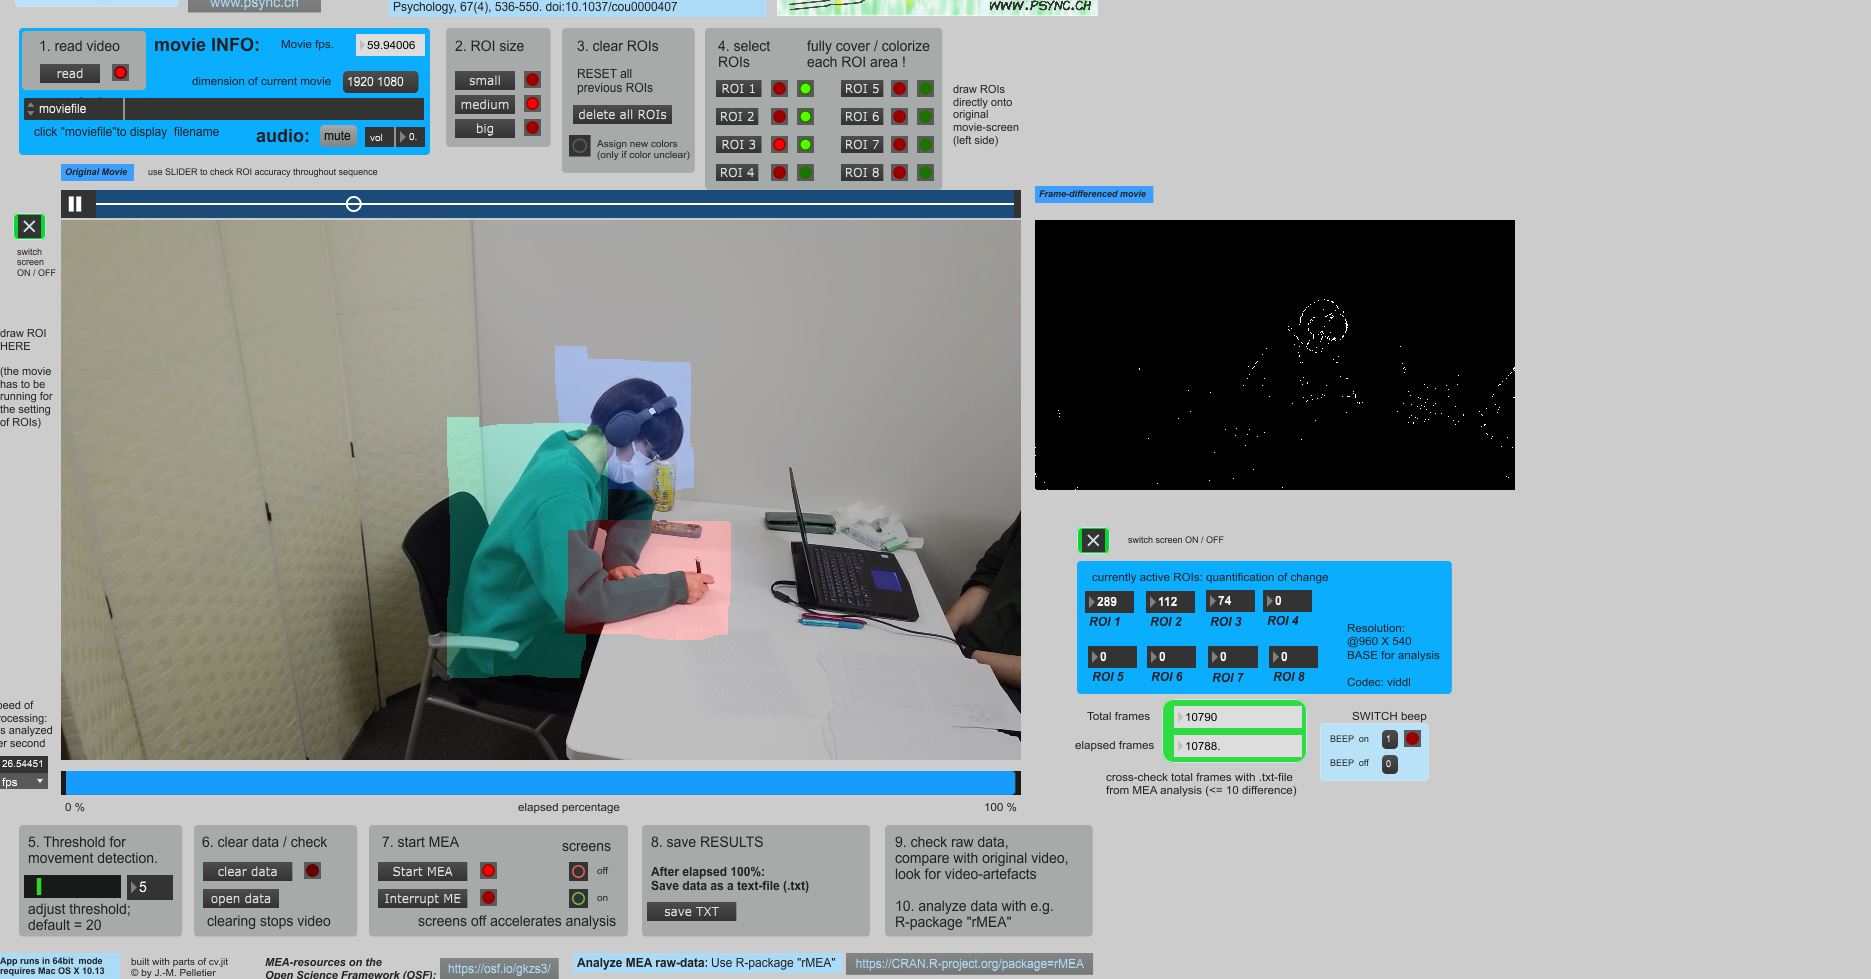 www.psync.ch
Psychology, 67(4), 536-550. doi:10.1037/cou0000407
WWW.PSYNC.CH
1. read video
read
movie INFO:
Movie fps.
59.94006
dimension of current movie
1920 1080
moviefile
click "moviefile"to display filename
audio:
mute
vol
0.
2. ROI size
small
medium
big
3. clear ROIs
RESET all
previous ROIs
delete all ROIs
Assign new colors
(only if color unclear)
4. select
ROIs
fully cover / colorize
each ROI area !
ROI 1
ROI 5
ROI 2
ROI 6
ROI 3
ROI 7
ROI 4
ROI 8
draw ROIs
directly onto
original
movie-screen
(left side)
Original Movie
use SLIDER to check ROI accuracy throughout sequence
Frame-differenced movie
switch
screen
ON / OFF
draw ROI
HERE
(the movie
has to be
running for
the setting
of ROIs)
peed of
rocessing:
s analyzed
er second
26.54451
fps
switch screen ON / OFF
currently active ROIs: quantification of change
289
112
74
0
ROI 1
ROI 2
ROI 3
ROI 4
0
0
0
0
ROI 5
ROI 6
ROI 7
ROI 8
Resolution:
@960 X 540
BASE for analysis
Codec: viddl
Total frames
10790
elapsed frames
10788.
cross-check total frames with .txt-file
from MEA analysis (<= 10 difference)
SWITCH beep
BEEP on
1
BEEP off
0
0 %
elapsed percentage
100 %
5. Threshold for
movement detection.
5
adjust threshold;
default = 20
6. clear data / check
clear data
open data
clearing stops video
7. start MEA
screens
Start MEA
off
Interrupt ME
on
screens off accelerates analysis
8. save RESULTS
After elapsed 100%:
Save data as a text-file (.txt)
save TXT
9. check raw data,
compare with original video,
look for video-artefacts
10. analyze data with e.g.
R-package "rMEA"
App runs in 64bit mode
requires Mac OS X 10.13
built with parts of cv.jit
© by J.-M. Pelletier
MEA-resources on the
Open Science Framework (OSF):
https://osf.io/gkzs3/
Analyze MEA raw-data: Use R-package "rMEA"
https://CRAN.R-project.org/package=rMEA